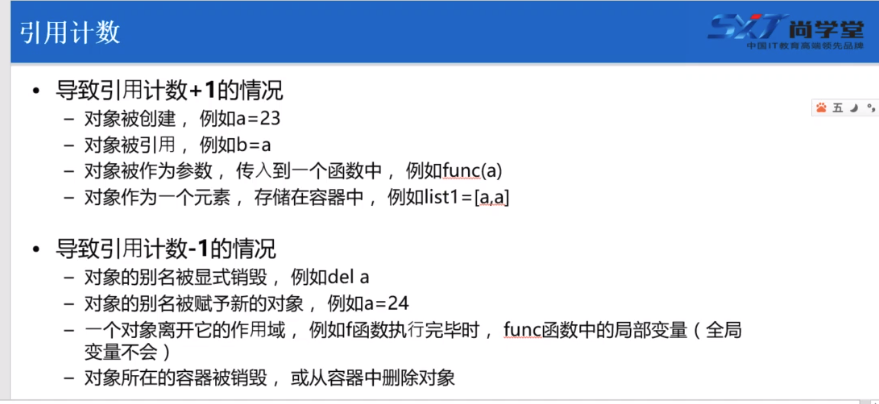 引用计数
SXT 尚学堂
中国IT教育高端领先品牌
• 导致引用计数+1的情况
– 对象被创建，例如a=23
– 对象被引用，例如b=a
– 对象被作为参数，传入到一个函数中，例如func(a)
– 对象作为一个元素，存储在容器中，例如list1=[a,a]
五
• 导致引用计数-1的情况
– 对象的别名被显式销毁，例如del a
– 对象的别名被赋予新的对象，例如a=24
– 一个对象离开它的作用域，例如f函数执行完毕时，func函数中的局部变量（全局
变量不会）
– 对象所在的容器被销毁，或从容器中删除对象